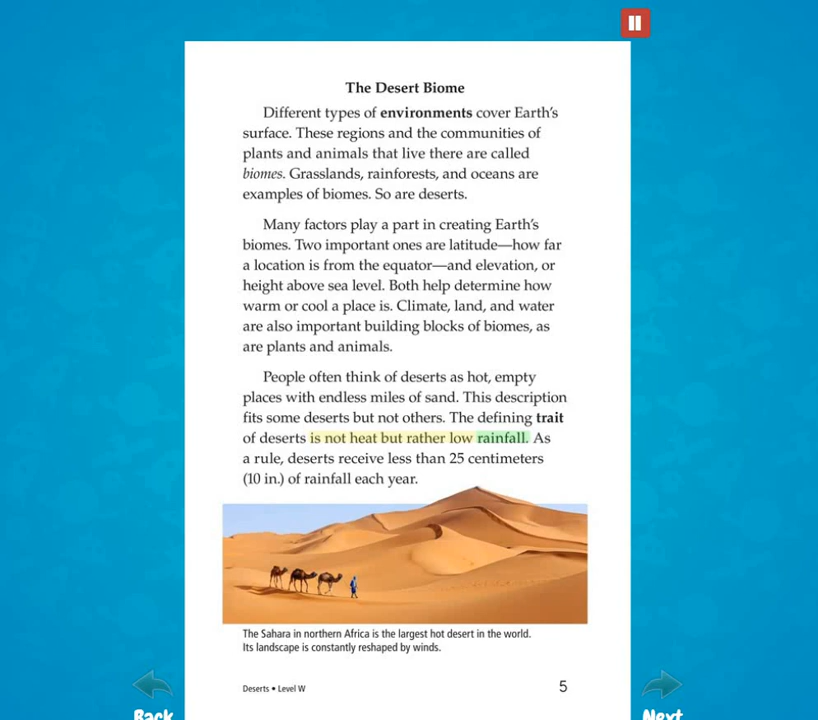 The Desert Biome
Different types of environments cover Earth's
surface. These regions and the communities of
plants and animals that live there are called
biomes. Grasslands, rainforests, and oceans are
examples of biomes. So are deserts.
Many factors play a part in creating Earth's
biomes. Two important ones are latitude—how far
a location is from the equator—and elevation, or
height above sea level. Both help determine how
warm or cool a place is. Climate, land, and water
are also important building blocks of biomes, as
are plants and animals.
People often think of deserts as hot, empty
places with endless miles of sand. This description
fits some deserts but not others. The defining trait
of deserts is not heat but rather low rainfall. As
a rule, deserts receive less than 25 centimeters
(10 in.) of rainfall each year.
The Sahara in northern Africa is the largest hot desert in the world.
Its landscape is constantly reshaped by winds.
Deserts • Level W 5
Back Next